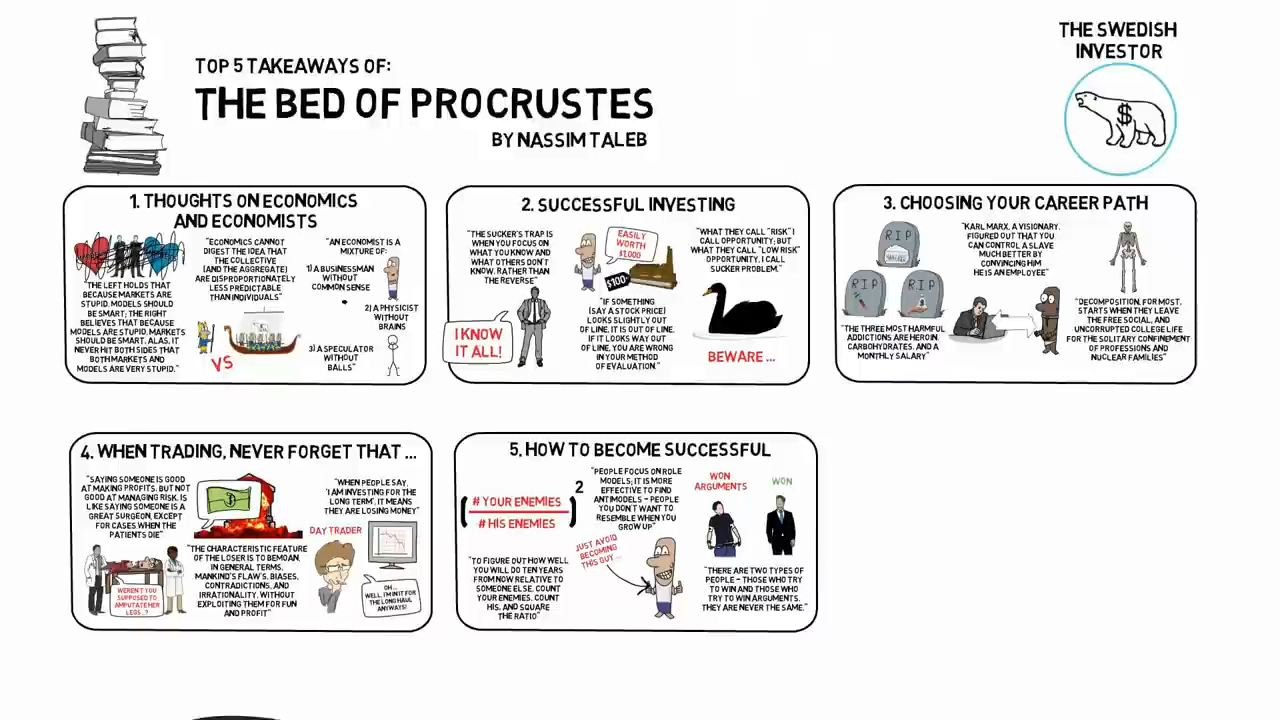 THE SWEDISH
INVESTOR
$
TOP 5 TAKEAWAYS OF:
THE BED OF PROCRUSTES
BY NASSIM TALEB
1. THOUGHTS ON ECONOMICS
AND ECONOMISTS
"THE LEFT HOLDS THAT
BECAUSE MARKETS ARE
STUPID, MODELS SHOULD
BE SMART; THE RIGHT
BELIEVES THAT BECAUSE
MODELS ARE STUPID, MARKETS
SHOULD BE SMART. ALAS, IT
NEVER HIT BOTH SIDES THAT
BOTH MARKETS AND
MODELS ARE VERY STUPID."
"ECONOMICS CANNOT
DIGEST THE IDEA THAT
THE COLLECTIVE
(AND THE AGGREGATE)
ARE DISPROPORTIONATELY
LESS PREDICTABLE
THAN INDIVIDUALS"
VS
"AN ECONOMIST IS A
MIXTURE OF:
1) A BUSINESSMAN
WITHOUT
COMMON SENSE
2) A PHYSICIST
WITHOUT
BRAINS
3) A SPECULATOR
WITHOUT
BALLS"
2. SUCCESSFUL INVESTING
"THE SUCKER'S TRAP IS
WHEN YOU FOCUS ON
WHAT YOU KNOW AND
WHAT OTHERS DON'T
KNOW, RATHER THAN
THE REVERSE"
I KNOW
IT ALL!
EASILY
WORTH
$1,000
$100
"IF SOMETHING
(SAY A STOCK PRICE)
LOOKS SLIGHTLY OUT
OF LINE, IT IS OUT OF LINE.
IF IT LOOKS WAY OUT
OF LINE, YOU ARE WRONG
IN YOUR METHOD
OF EVALUATION."
"WHAT THEY CALL "RISK" I
CALL OPPORTUNITY; BUT
WHAT THEY CALL "LOW RISK"
OPPORTUNITY, I CALL
SUCKER PROBLEM."
BEWARE ...
3. CHOOSING YOUR CAREER PATH
R.I.P
R.I.P
R.I.P
"THE THREE MOST HARMFUL
ADDICTIONS ARE HEROIN,
CARBOHYDRATES, AND A
MONTHLY SALARY"
"KARL MARX, A VISIONARY,
FIGURED OUT THAT YOU
CAN CONTROL A SLAVE
MUCH BETTER BY
CONVINCING HIM
HE IS AN EMPLOYEE"
"DECOMPOSITION, FOR MOST,
STARTS WHEN THEY LEAVE
THE FREE, SOCIAL, AND
UNCORRUPTED COLLEGE LIFE
FOR THE SOLITARY CONFINEMENT
OF PROFESSIONS AND
NUCLEAR FAMILIES"
4. WHEN TRADING, NEVER FORGET THAT ...
"SAYING SOMEONE IS GOOD
AT MAKING PROFITS, BUT NOT
GOOD AT MANAGING RISK, IS
LIKE SAYING SOMEONE IS A
GREAT SURGEON, EXCEPT
FOR CASES WHEN THE
PATIENTS DIE"
WEREN'T YOU
SUPPOSED TO
AMPUTATE HER
LEGS ..?
$
"THE CHARACTERISTIC FEATURE
OF THE LOSER IS TO BEMOAN,
IN GENERAL TERMS,
MANKIND'S FLAWS, BIASES,
CONTRADICTIONS, AND
IRRATIONALITY, WITHOUT
EXPLOITING THEM FOR FUN
AND PROFIT"
"WHEN PEOPLE SAY,
'I AM INVESTING FOR THE
LONG TERM', IT MEANS
THEY ARE LOSING MONEY"
DAY TRADER
OH ...
WELL, I'M IN IT FOR
THE LONG HAUL
ANYWAYS!
5. HOW TO BECOME SUCCESSFUL
# YOUR ENEMIES
# HIS ENEMIES
2
"TO FIGURE OUT HOW WELL
YOU WILL DO TEN YEARS
FROM NOW RELATIVE TO
SOMEONE ELSE, COUNT
YOUR ENEMIES, COUNT
HIS, AND SQUARE
THE RATIO"
"PEOPLE FOCUS ON ROLE
MODELS; IT IS MORE
EFFECTIVE TO FIND
ANTIMODELS - PEOPLE
YOU DON'T WANT TO
RESEMBLE WHEN YOU
GROW UP"
JUST AVOID
BECOMING
THIS GUY ...
WON
ARGUMENTS
WON
"THERE ARE TWO TYPES OF
PEOPLE - THOSE WHO TRY
TO WIN AND THOSE WHO
TRY TO WIN ARGUMENTS.
THEY ARE NEVER THE SAME."